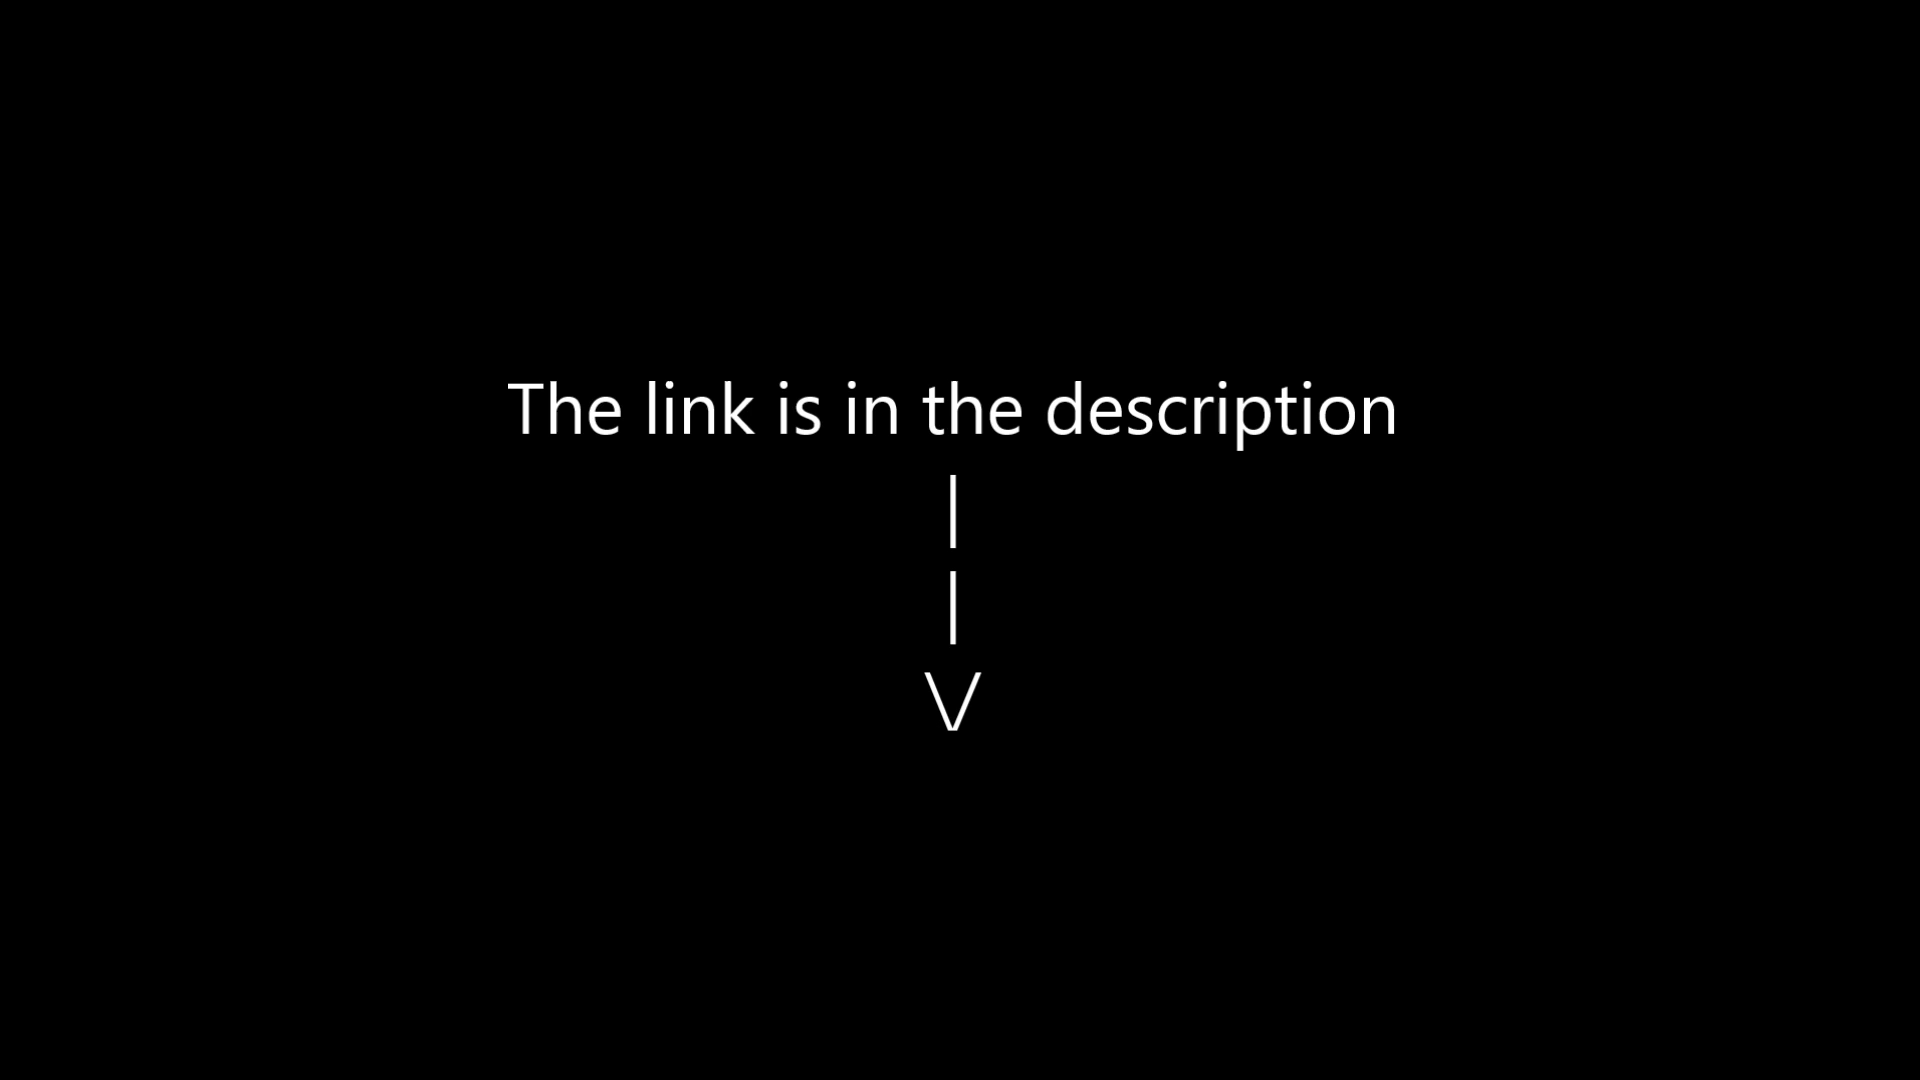 The link is in the description
|
|
\/